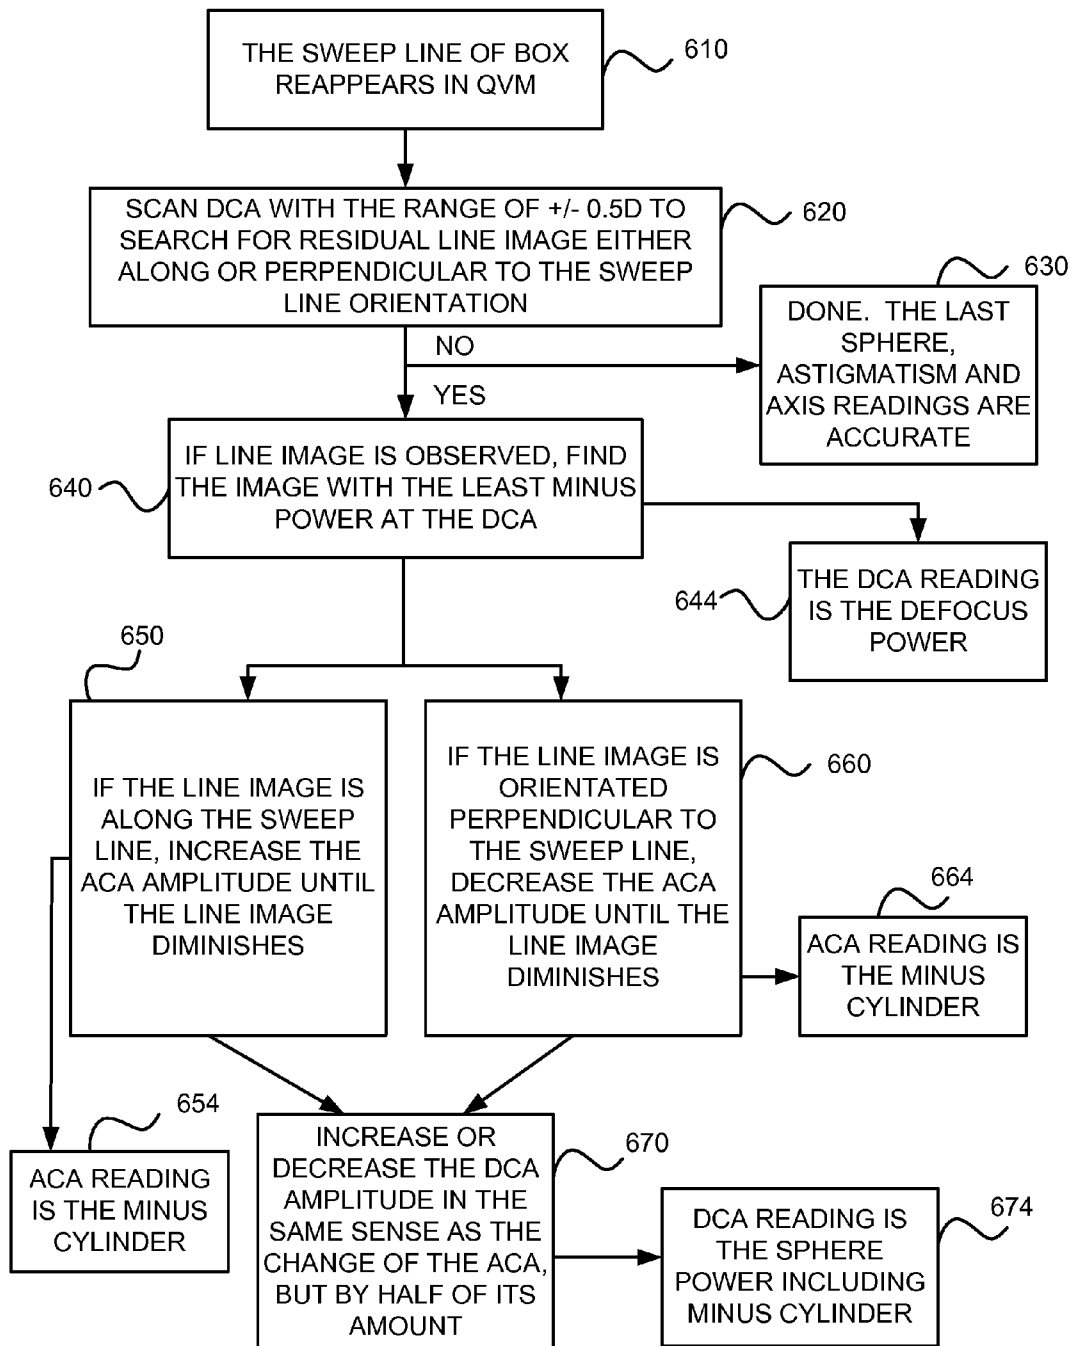 THE SWEEP LINE OF BOX
REAPPEARS IN QVM
610
SCAN DCA WITH THE RANGE OF +/- 0.5D TO
SEARCH FOR RESIDUAL LINE IMAGE EITHER
ALONG OR PERPENDICULAR TO THE SWEEP
LINE ORIENTATION
620
NO
YES
630
DONE. THE LAST
SPHERE,
ASTIGMATISM AND
AXIS READINGS ARE
ACCURATE
640
IF LINE IMAGE IS OBSERVED, FIND
THE IMAGE WITH THE LEAST MINUS
POWER AT THE DCA
644
THE DCA READING
IS THE DEFOCUS
POWER
650
IF THE LINE IMAGE IS
ALONG THE SWEEP
LINE, INCREASE THE
ACA AMPLITUDE UNTIL
THE LINE IMAGE
DIMINISHES
IF THE LINE IMAGE IS
ORIENTATED
PERPENDICULAR TO
THE SWEEP LINE,
DECREASE THE ACA
AMPLITUDE UNTIL THE
LINE IMAGE
DIMINISHES
660
664
ACA READING IS
THE MINUS
CYLINDER
654
ACA READING
IS THE MINUS
CYLINDER
INCREASE OR
DECREASE THE DCA
AMPLITUDE IN THE
SAME SENSE AS THE
CHANGE OF THE ACA,
BUT BY HALF OF ITS
AMOUNT
670
674
DCA READING IS
THE SPHERE
POWER INCLUDING
MINUS CYLINDER